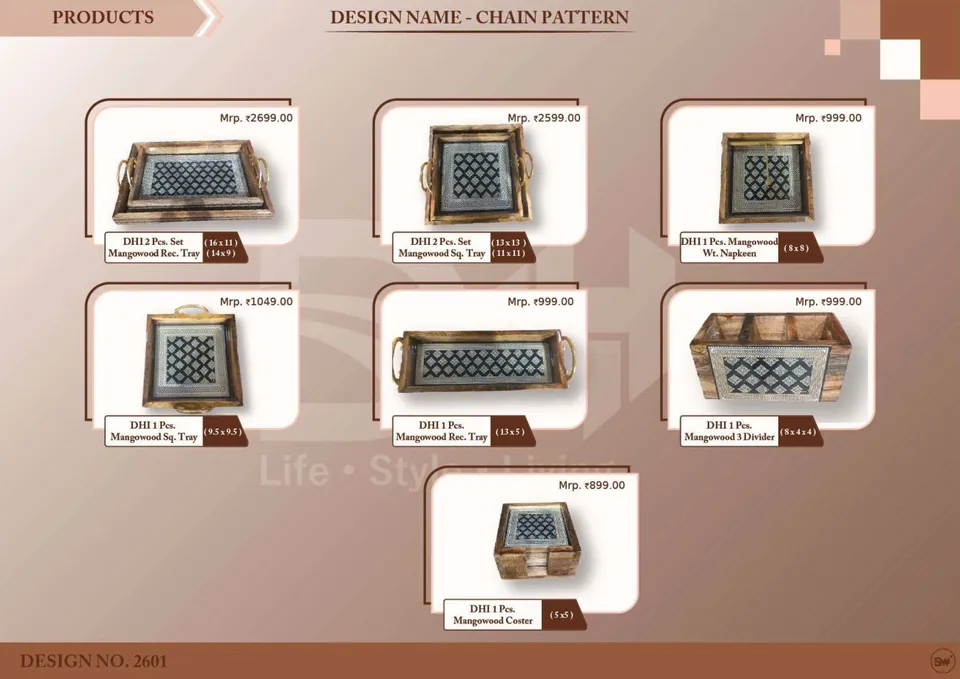 PRODUCTS
DESIGN NAME - CHAIN PATTERN
Mrp. ₹2699.00
DHI 2 Pcs. Set
Mangowood Rec. Tray
( 16 x 11 )
( 14 x 9 )
Mrp. ₹2599.00
DHI 2 Pcs. Set
Mangowood Sq. Tray
( 13 x 13 )
( 11 x 11 )
Mrp. ₹999.00
DHI 1 Pcs. Mangowood
Wt. Napkeen
( 8 x 8 )
Mrp. ₹1049.00
DHI 1 Pcs.
Mangowood Sq. Tray
( 9.5 x 9.5 )
Mrp. ₹999.00
DHI 1 Pcs.
Mangowood Rec. Tray
( 13 x 5 )
Mrp. ₹999.00
DHI 1 Pcs.
Mangowood 3 Divider
( 8 x 4 x 4 )
Life • Style • Living
Mrp. ₹899.00
DHI 1 Pcs.
Mangowood Coster
( 5 x5 )
DESIGN NO. 2601